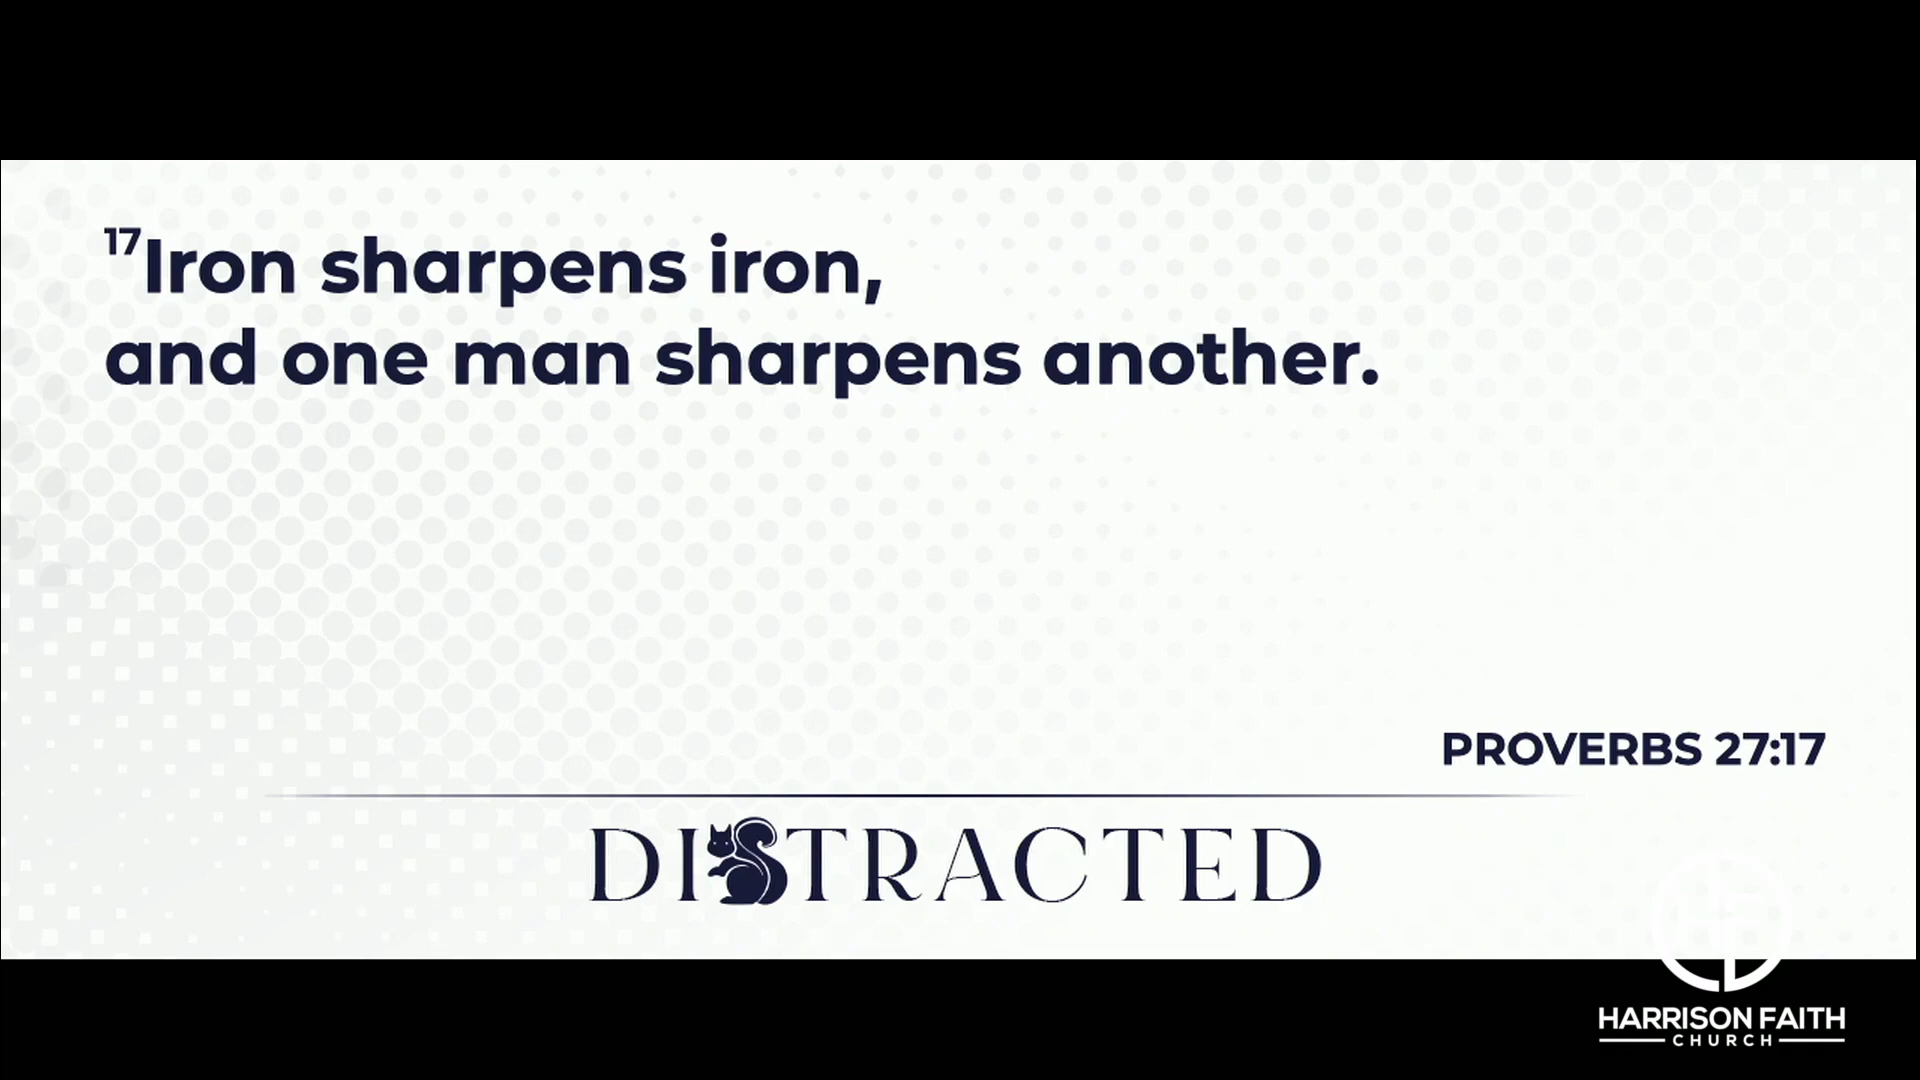 17Iron sharpens iron,
and one man sharpens another.
PROVERBS 27:17
DISTRACTED
HARRISON FAITH
CHURCH